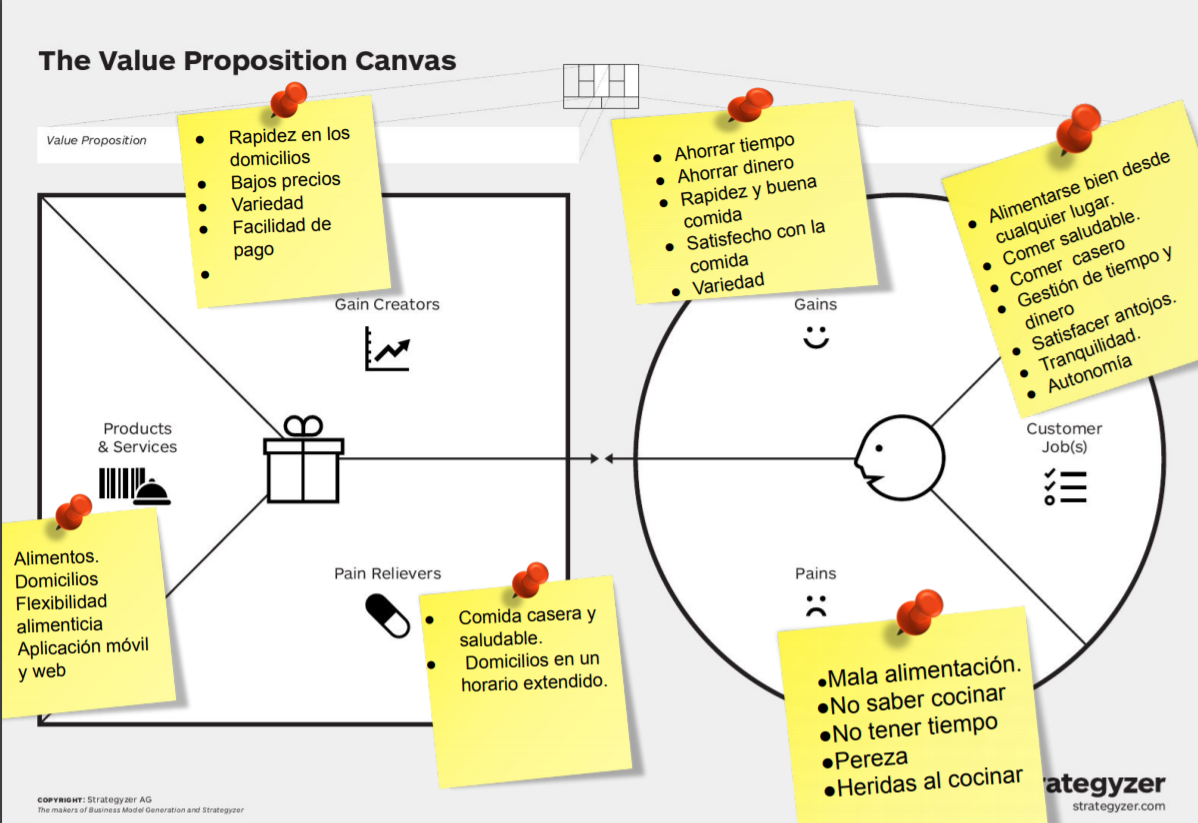 The Value Proposition Canvas
Value Proposition
● Rapidez en los
domicilios
● Bajos precios
● Variedad
● Facilidad de
pago
●
Gain Creators
Products
& Services
Alimentos.
Domicilios
Flexibilidad
alimenticia
Aplicación móvil
y web
Pain Relievers
● Comida casera y
saludable.
● Domicilios en un
horario extendido.
● Ahorrar tiempo
● Ahorrar dinero
● Rapidez y buena
comida
● Satisfecho con la
comida
● Variedad
Gains
● Alimentarse bien desde
cualquier lugar.
● Comer saludable.
● Comer casero
● Gestión de tiempo y
dinero
● Satisfacer antojos.
● Tranquilidad.
● Autonomía
Customer
Job(s)
Pains
●Mala alimentación.
●No saber cocinar
●No tener tiempo
●Pereza
●Heridas al cocinar
COPYRIGHT: Strategyzer AG
The makers of Business Model Generation and Strategyzer
rategyzer
strategyzer.com